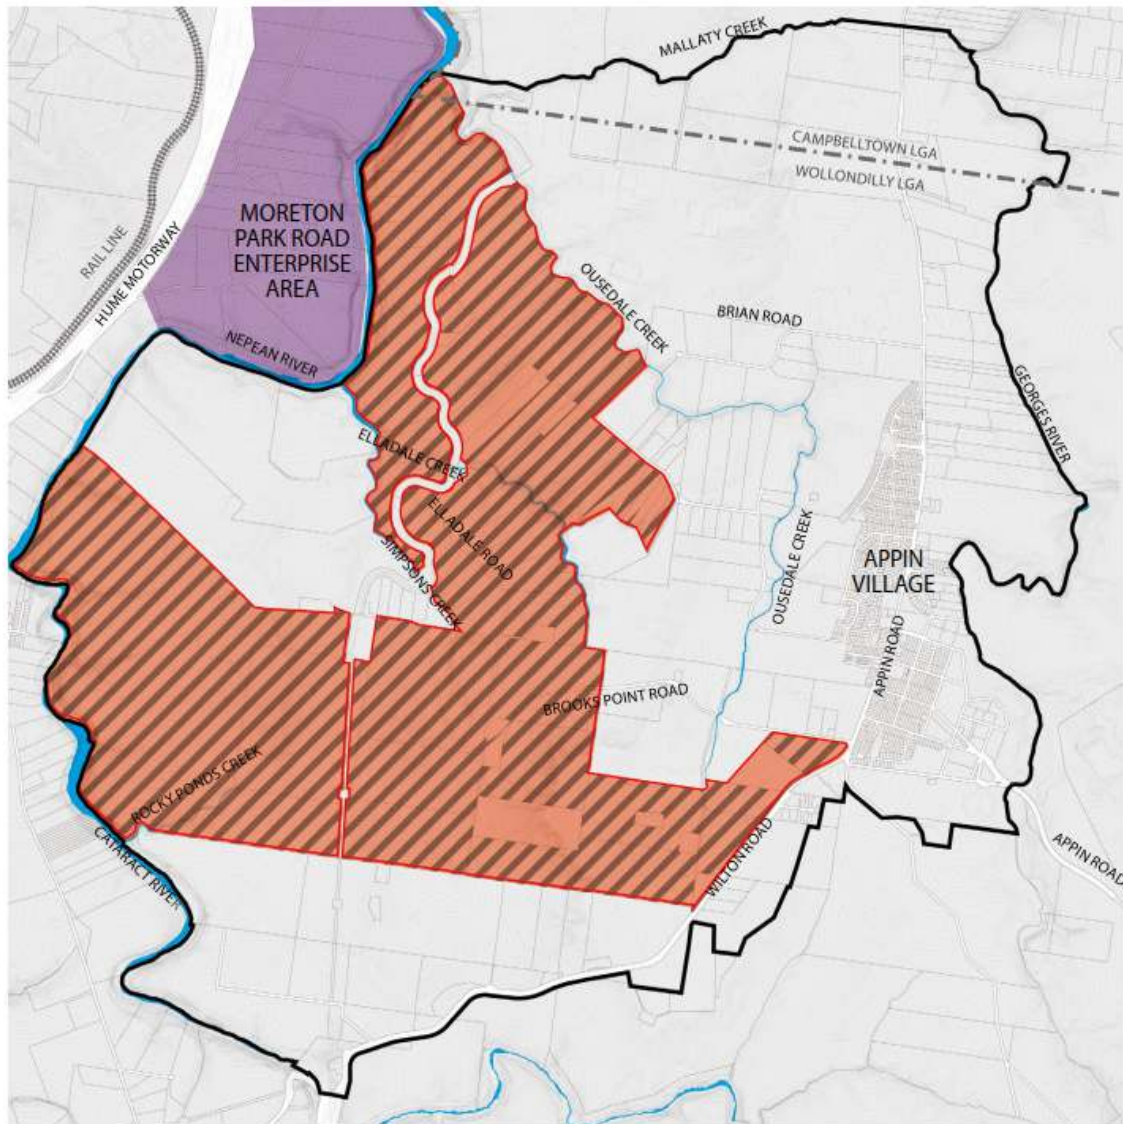 MALLATY CREEK
CAMPBELLTOWN LGA
WOLLONDILLY LGA
MORETON
PARK ROAD
ENTERPRISE
AREA
RAIL LINE
HUME MOTORWAY
NEPEAN RIVER
OUSEDALE CREEK
BRIAN ROAD
GEORGES RIVER
ELLADALE CREEK
ELLADALE ROAD
SIMPSONS CREEK
OUSEDALE CREEK
APPIN
VILLAGE
APPIN ROAD
BROOKS POINT ROAD
ROCKY PONDS CREEK
CATARACT RIVER
WILTON ROAD
APPIN ROAD